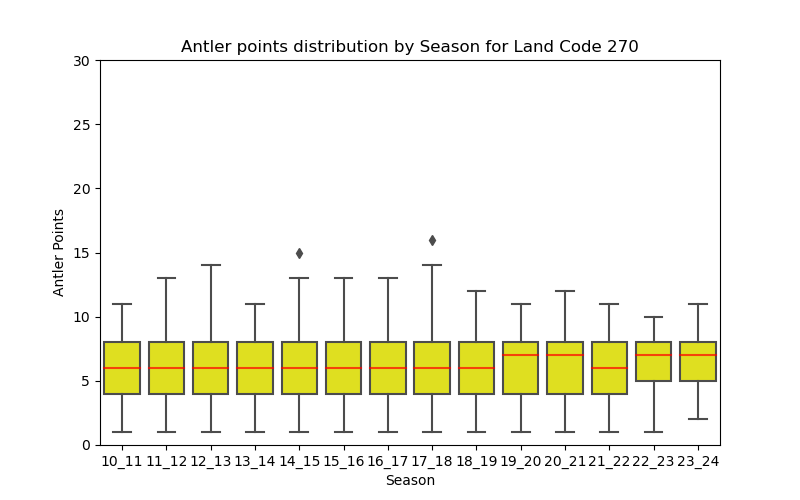 Antler points distribution by Season for Land Code 270
30
25
20
15
10
5
0
Antler Points
10_11 11_12 12_13 13_14 14_15 15_16 16_17 17_18 18_19 19_20 20_21 21_22 22_23 23_24
Season